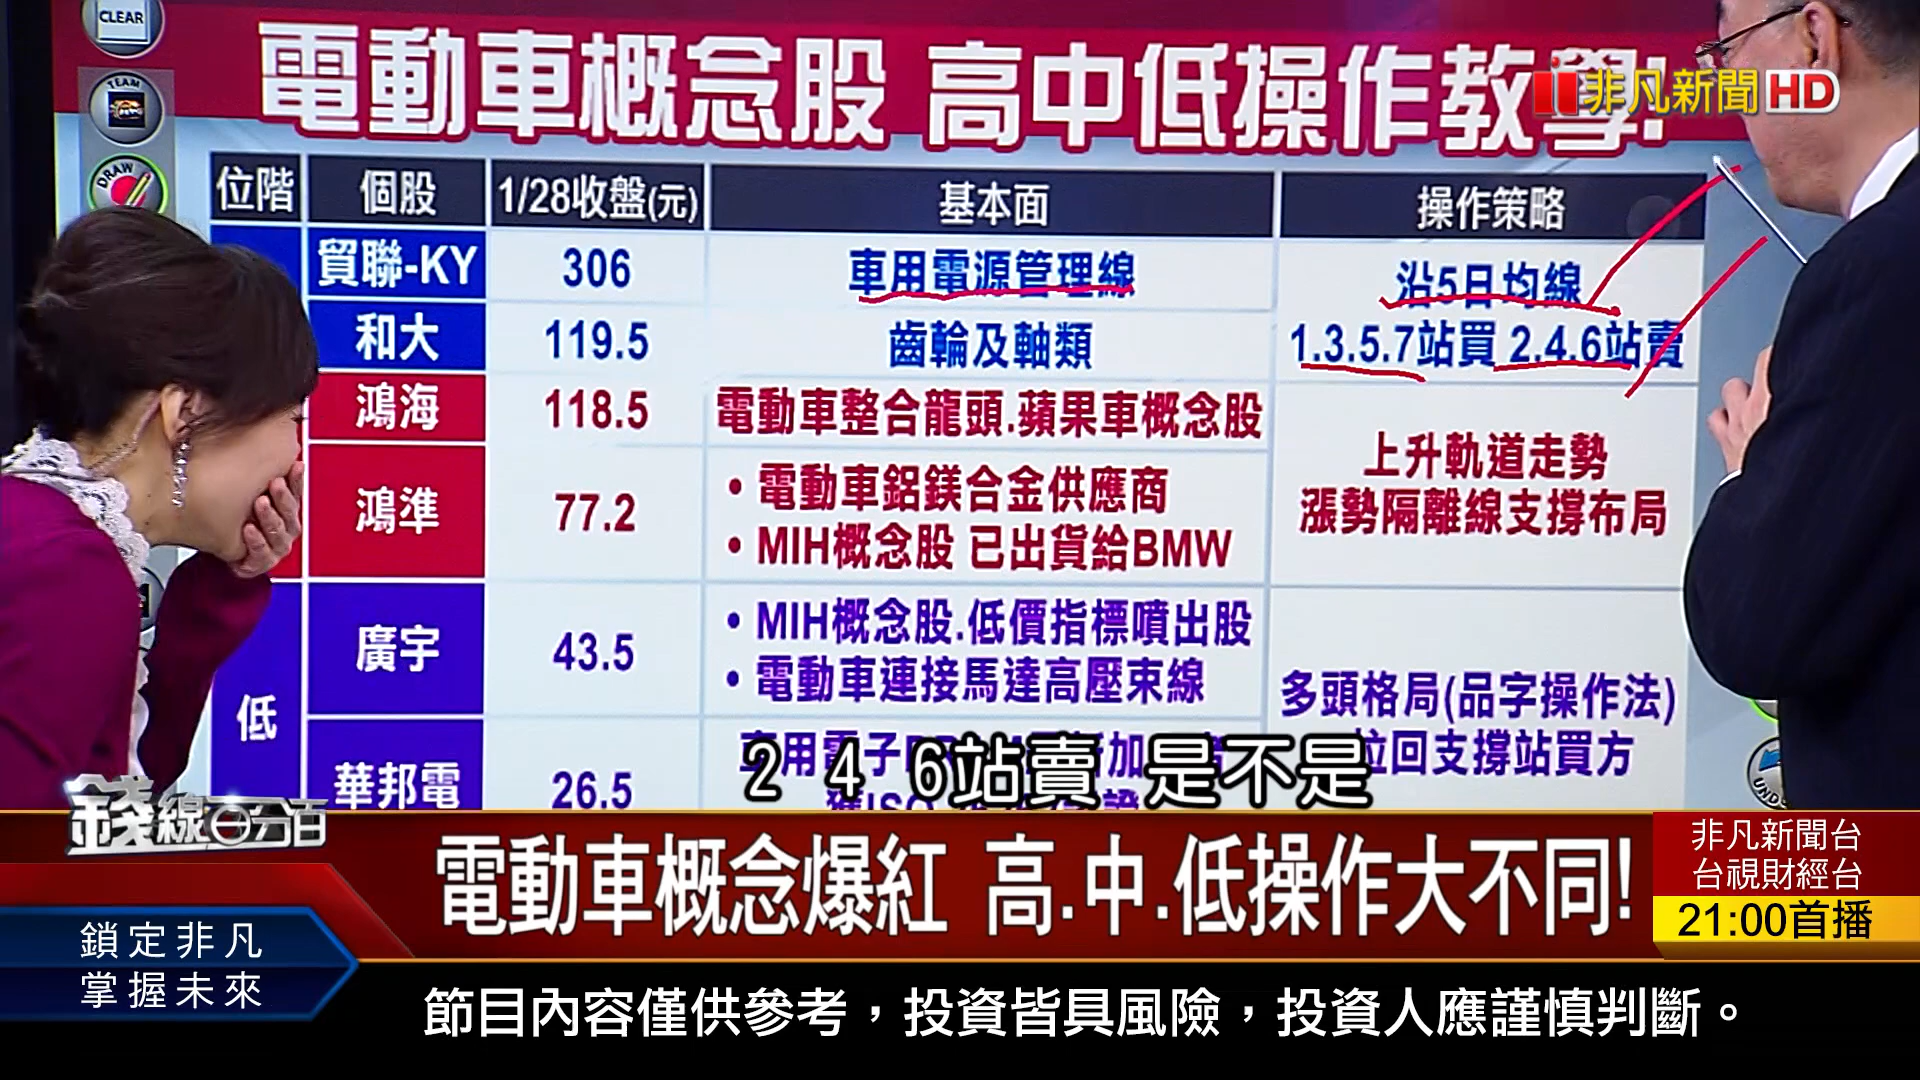 CLEAR
TEAM
DRAW
電動車概念股 高中低操作教學!
非凡新聞HD
位階 個股 1/28收盤(元) 基本面 操作策略
貿聯-KY 306 車用電源管理線 沿5日均線
和大 119.5 齒輪及軸類 1.3.5.7站買 2.4.6站賣
鴻海 118.5 電動車整合龍頭.蘋果車概念股
鴻準 77.2
•電動車鋁鎂合金供應商
•MIH概念股 已出貨給BMW
上升軌道走勢
漲勢隔離線支撐布局
低
廣宇 43.5
•MIH概念股.低價指標噴出股
•電動車連接馬達高壓束線
多頭格局(品字操作法)
拉回支撐站買方
華邦電 26.5
車用電子
UNDO
2 4 6站賣 是不是
錢線百分百
電動車概念爆紅 高.中.低操作大不同!
非凡新聞台
台視財經台
21:00首播
鎖定非凡
掌握未來
節目內容僅供參考，投資皆具風險，投資人應謹慎判斷。